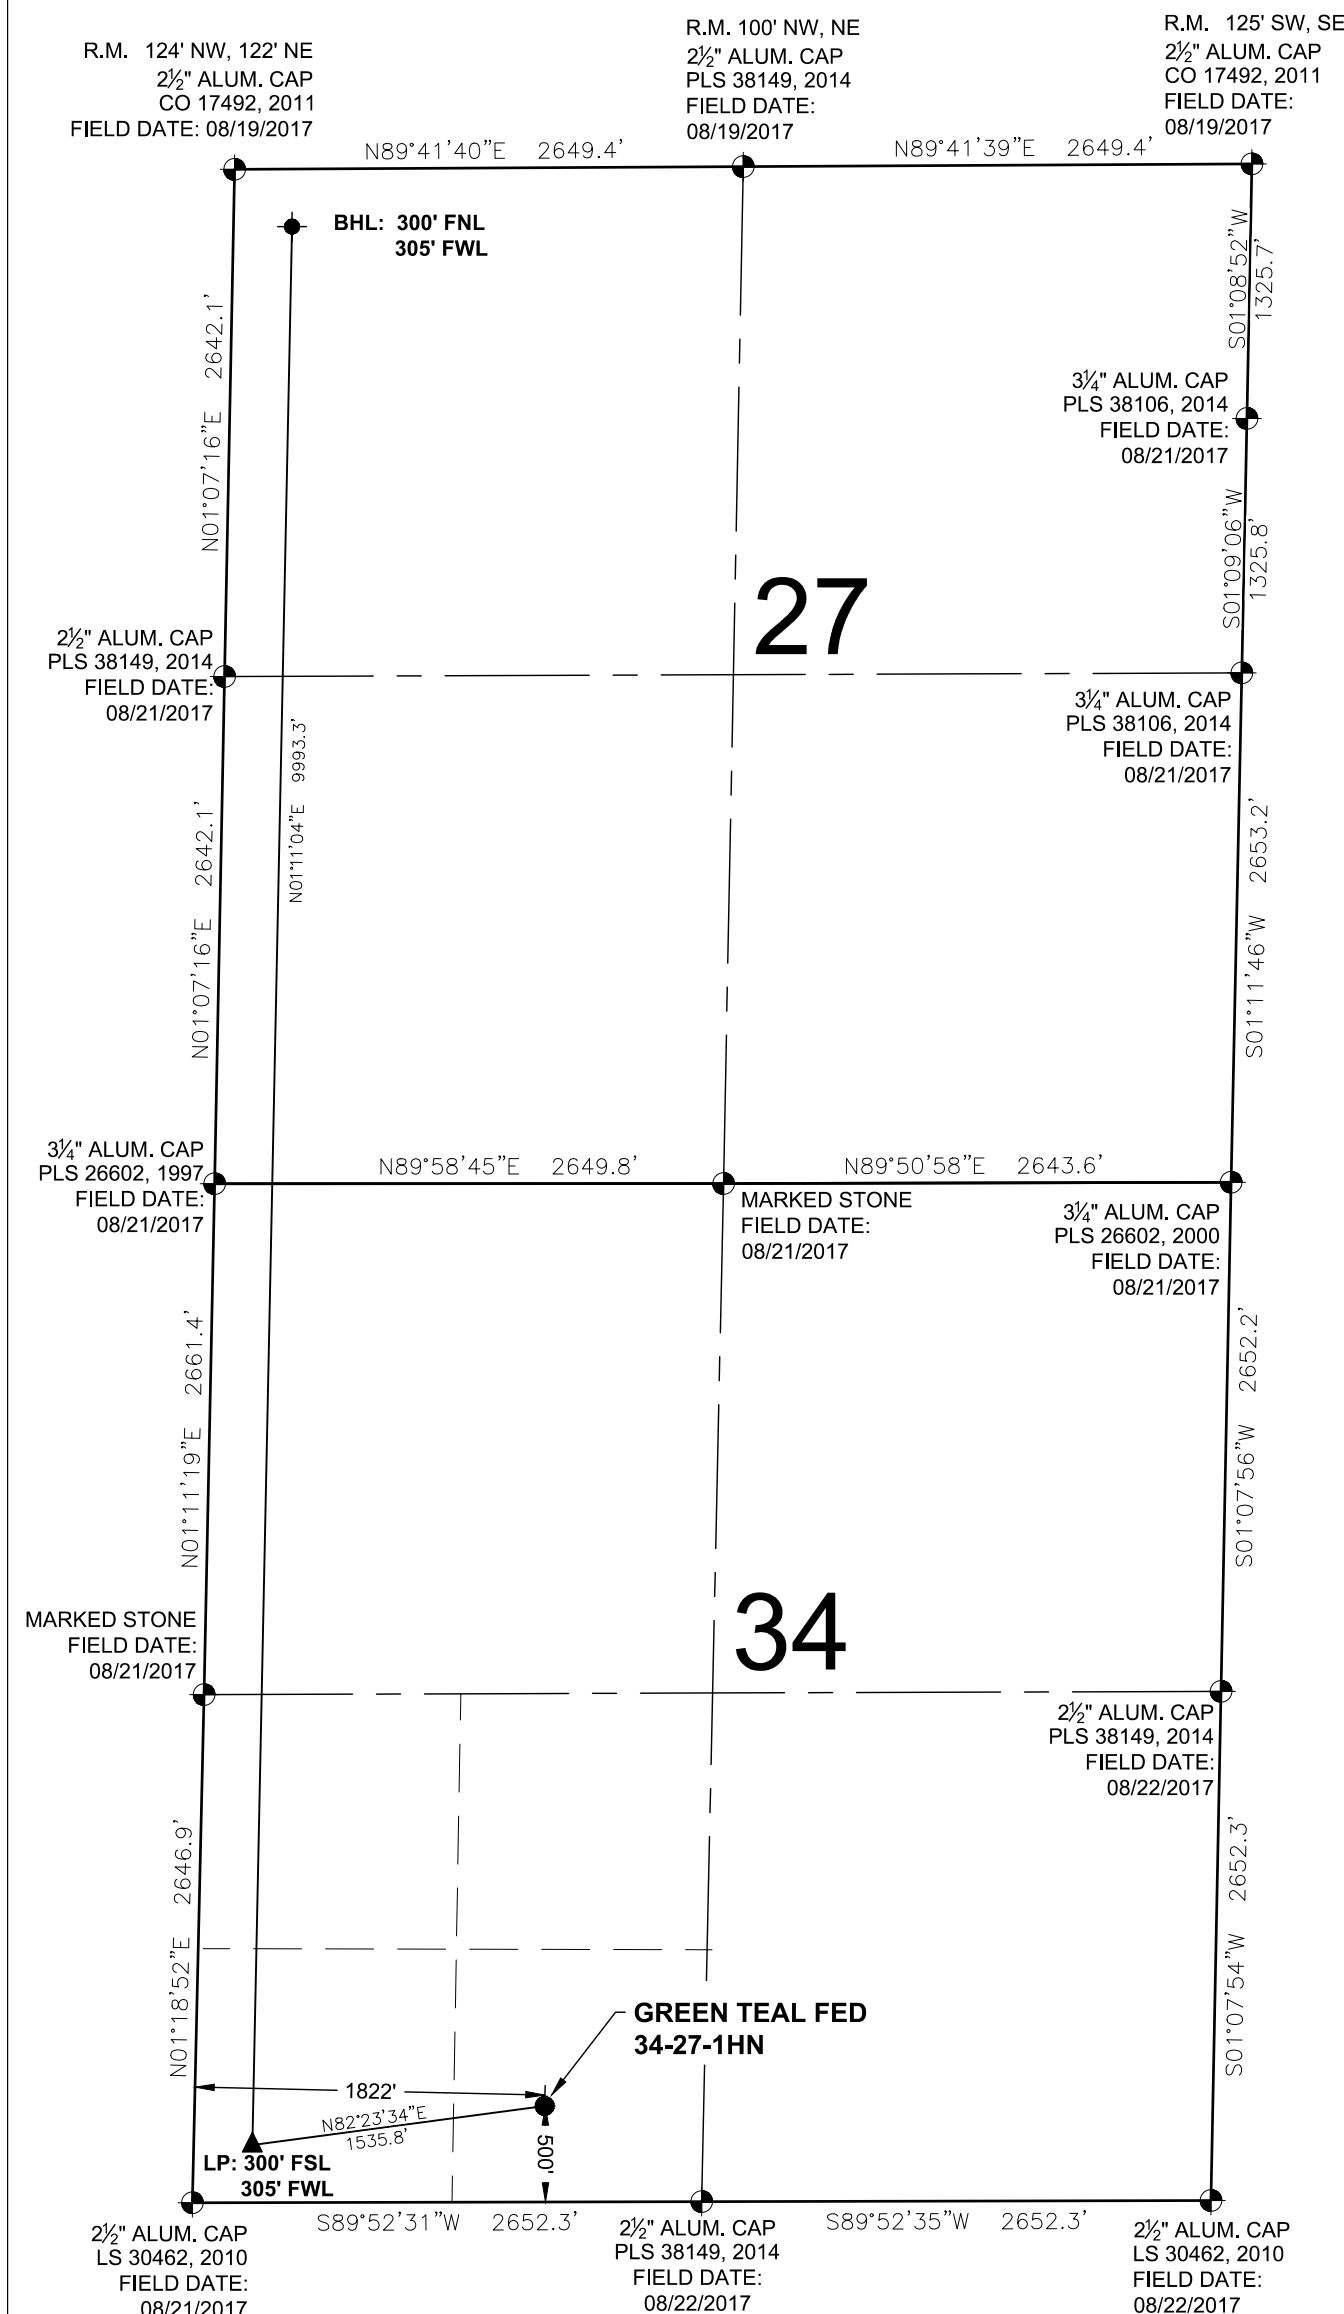 R.M. 124' NW, 122' NE
2½" ALUM. CAP
CO 17492, 2011
FIELD DATE: 08/19/2017
R.M. 100' NW, NE
2½" ALUM. CAP
PLS 38149, 2014
FIELD DATE:
08/19/2017
R.M. 125' SW, SE
2½" ALUM. CAP
CO 17492, 2011
FIELD DATE:
08/19/2017
N89°41'40"E 2649.4'
N89°41'39"E 2649.4'
BHL: 300' FNL
305' FWL
N01°07'16"E 2642.1'
S01°08'52"W
1325.7'
3¼" ALUM. CAP
PLS 38106, 2014
FIELD DATE:
08/21/2017
S01°09'06"W
1325.8'
27
2½" ALUM. CAP
PLS 38149, 2014
FIELD DATE:
08/21/2017
3¼" ALUM. CAP
PLS 38106, 2014
FIELD DATE:
08/21/2017
N01°11'04"E 9993.3'
N01°07'16"E 2642.1'
S01°11'46"W 2653.2'
3¼" ALUM. CAP
PLS 26602, 1997
FIELD DATE:
08/21/2017
N89°58'45"E 2649.8'
N89°50'58"E 2643.6'
MARKED STONE
FIELD DATE:
08/21/2017
3¼" ALUM. CAP
PLS 26602, 2000
FIELD DATE:
08/21/2017
N01°11'19"E 2661.4'
S01°07'56"W 2652.2'
34
MARKED STONE
FIELD DATE:
08/21/2017
2½" ALUM. CAP
PLS 38149, 2014
FIELD DATE:
08/22/2017
N01°18'52"E 2646.9'
S01°07'54"W 2652.3'
GREEN TEAL FED
34-27-1HN
1822'
N82°23'34"E
1535.8'
500'
LP: 300' FSL
305' FWL
S89°52'31"W 2652.3'
S89°52'35"W 2652.3'
2½" ALUM. CAP
LS 30462, 2010
FIELD DATE:
08/21/2017
2½" ALUM. CAP
PLS 38149, 2014
FIELD DATE:
08/22/2017
2½" ALUM. CAP
LS 30462, 2010
FIELD DATE:
08/22/2017